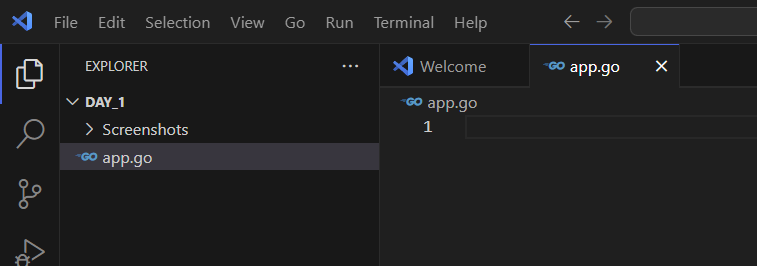 File Edit Selection View Go Run Terminal Help
EXPLORER ...
Welcome
GO app.go
DAY_1
GO app.go
Screenshots
1
GO app.go